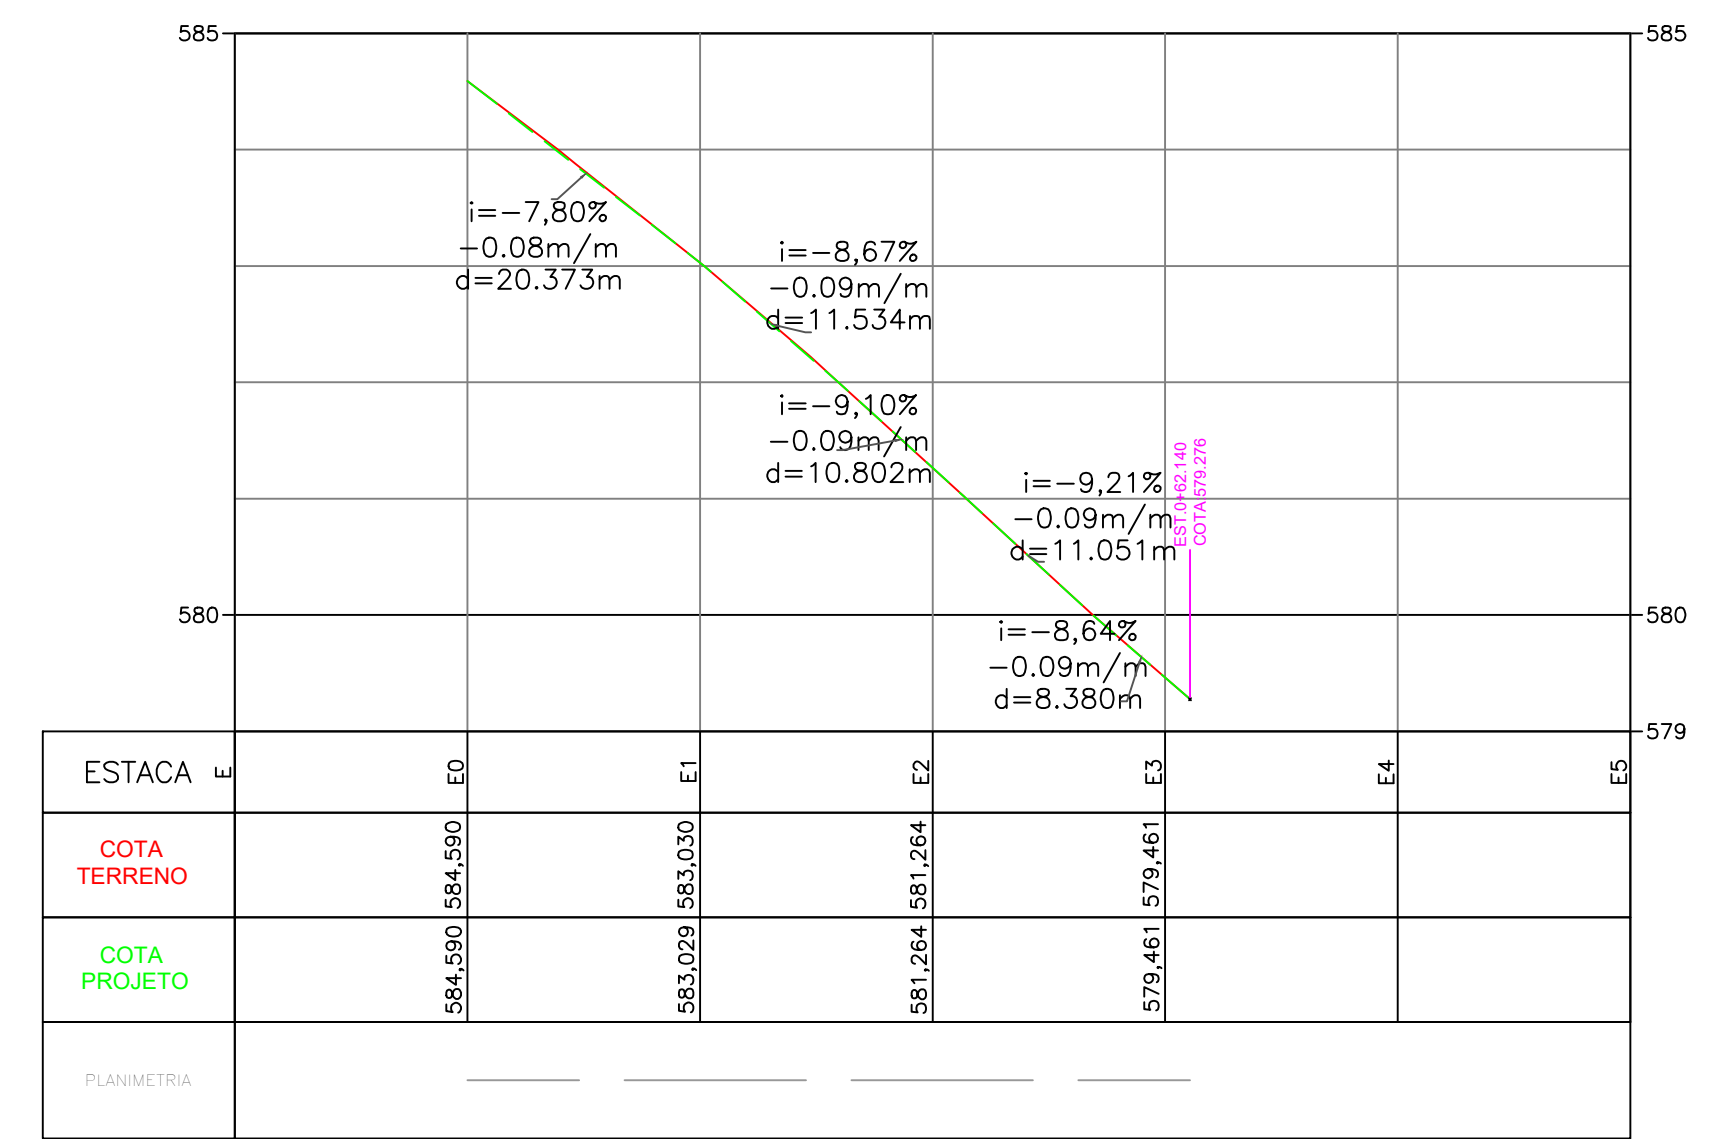 585
585
i=−7,80%
−0.08m/m
d=20.373m
i=−8,67%
−0.09m/m
d=11.534m
i=−9,10%
−0.09m/m
d=10.802m
i=−9,21%
−0.09m/m
d=11.051m
EST.0+62.140
COTA:579.276
580
580
i=−8,64%
−0.09m/m
d=8.380m
579
ESTACA E E0 E1 E2 E3 E4 E5
COTA
TERRENO
584,590 583,030 581,264 579,461
COTA
PROJETO
584,590 583,029 581,264 579,461
PLANIMETRIA